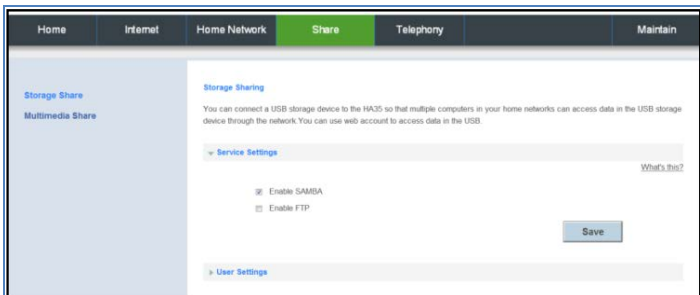 Home Internet Home Network Share Telephony Maintain
Storage Share
Multimedia Share
Storage Sharing
You can connect a USB storage device to the HA35 so that multiple computers in your home networks can access data in the USB storage
device through the network.You can use web account to access data in the USB.
Service Settings
What's this?
Enable SAMBA
Enable FTP
Save
User Settings